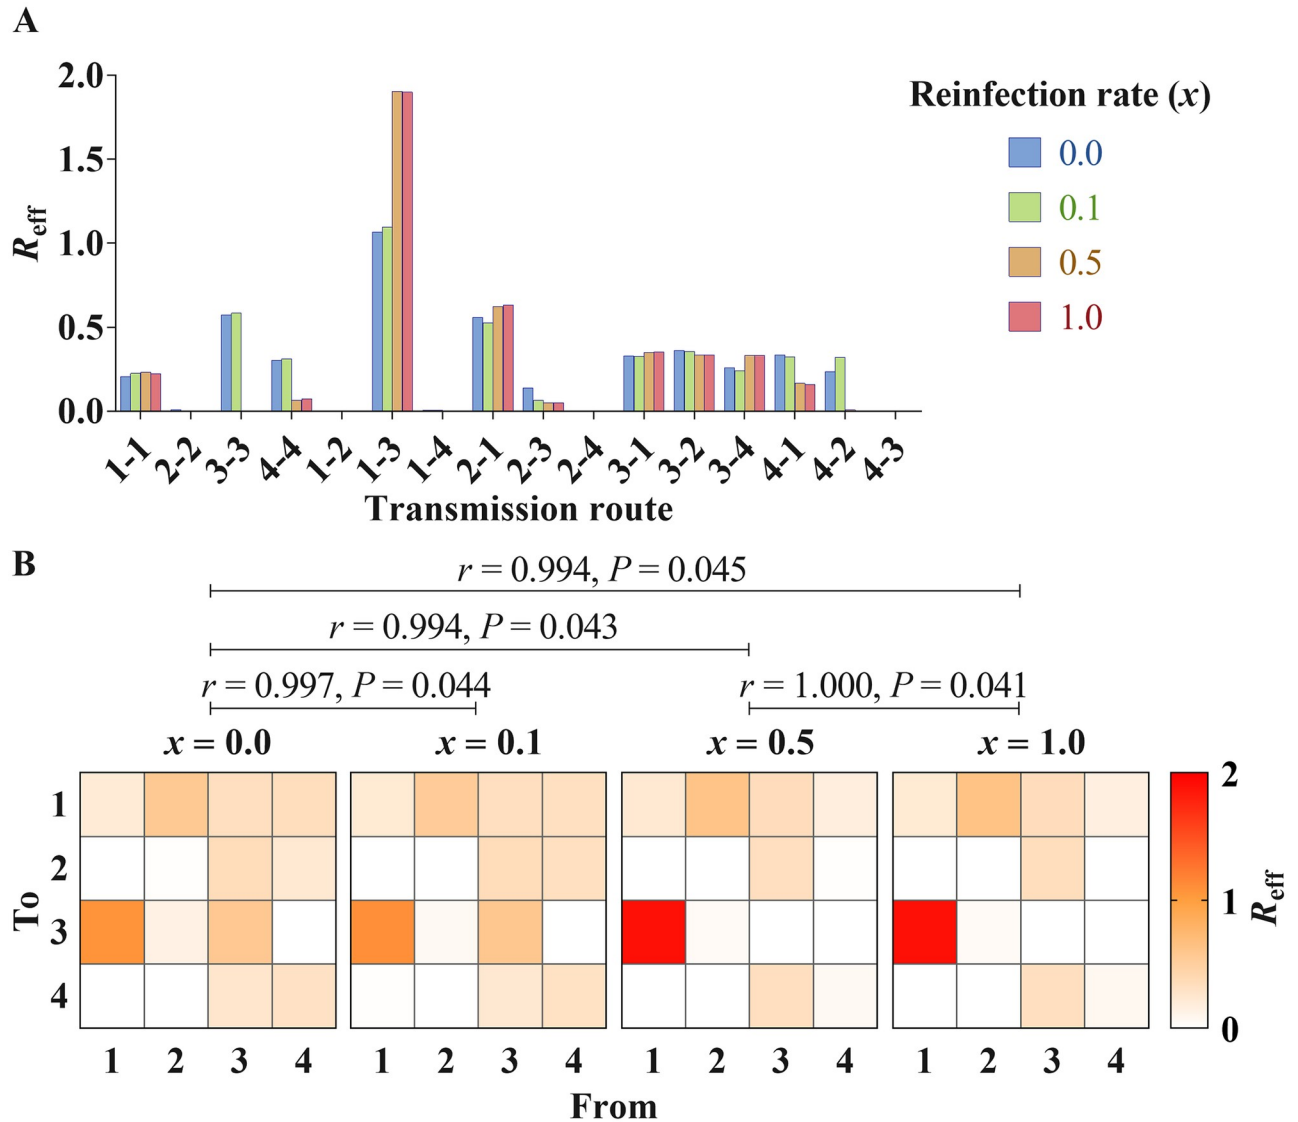 A
2.0
1.5
1.0
0.5
0.0
R_eff
1-1 2-2 3-3 4-4 1-2 1-3 1-4 2-1 2-3 2-4 3-1 3-2 3-4 4-1 4-2 4-3
Transmission route
Reinfection rate (x)
0.0
0.1
0.5
1.0
B
r = 0.994, P = 0.045
r = 0.994, P = 0.043
r = 0.997, P = 0.044 r = 1.000, P = 0.041
x = 0.0 x = 0.1 x = 0.5 x = 1.0
To
1
2
3
4
1 2 3 4 1 2 3 4 1 2 3 4 1 2 3 4
From
2
1
0
R_eff